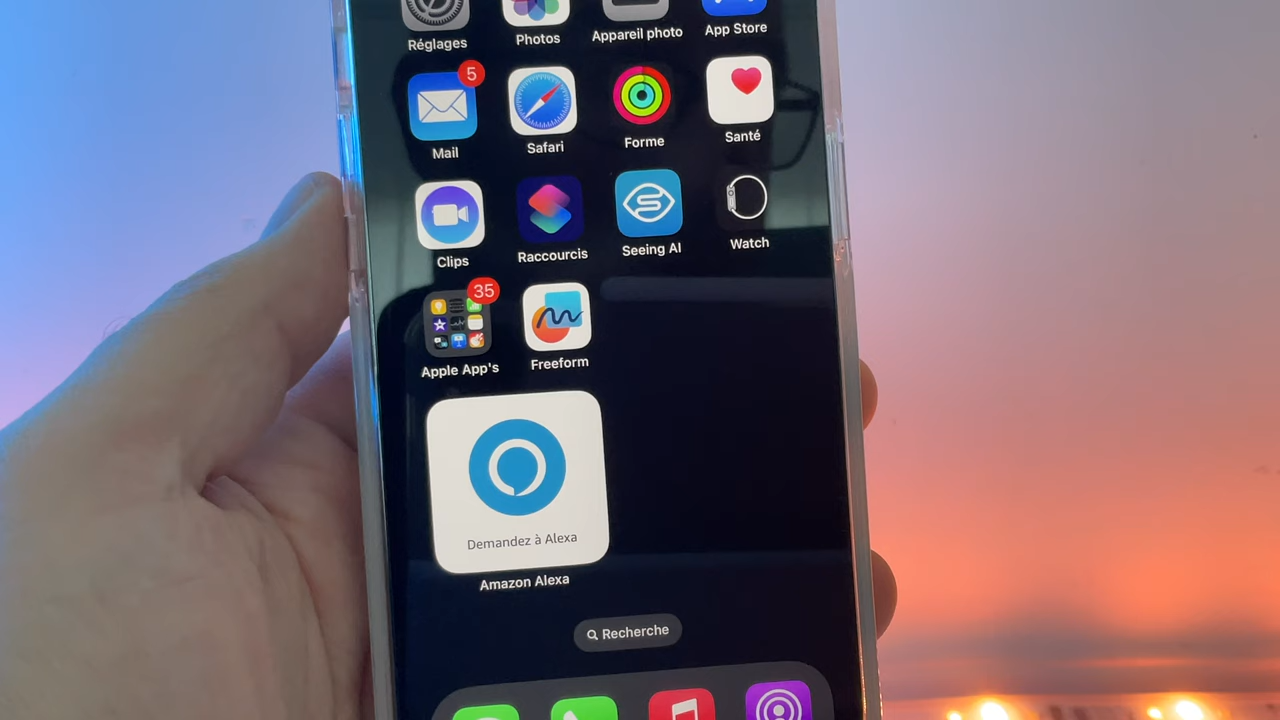 Réglages
Photos
Appareil photo
App Store
5
Mail
Safari
Forme
Santé
Clips
Raccourcis
Seeing AI
Watch
35
Apple App's
Freeform
Demandez à Alexa
Amazon Alexa
Recherche